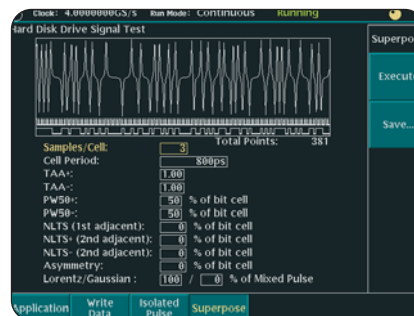 Clock: 4.0000000GS/s Run Mode: Continuous Running
Hard Disk Drive Signal Test
Superpo
Execut
Save...
Total Points: 381
Samples/Cell: 3
Cell Period: 800ps
TAA+: 1.00
TAA-: 1.00
PW50+: 50 % of bit cell
PW50-: 50 % of bit cell
NLTS (1st adjacent): 0 % of bit cell
NLTS+ (2nd adjacent): 0 % of bit cell
NLTS- (2nd adjacent): 0 % of bit cell
Asymmetry: 0 % of bit cell
Lorentz/Gaussian : 100 / 0 % of Mixed Pulse
Application Write Data Isolated Pulse Superpose